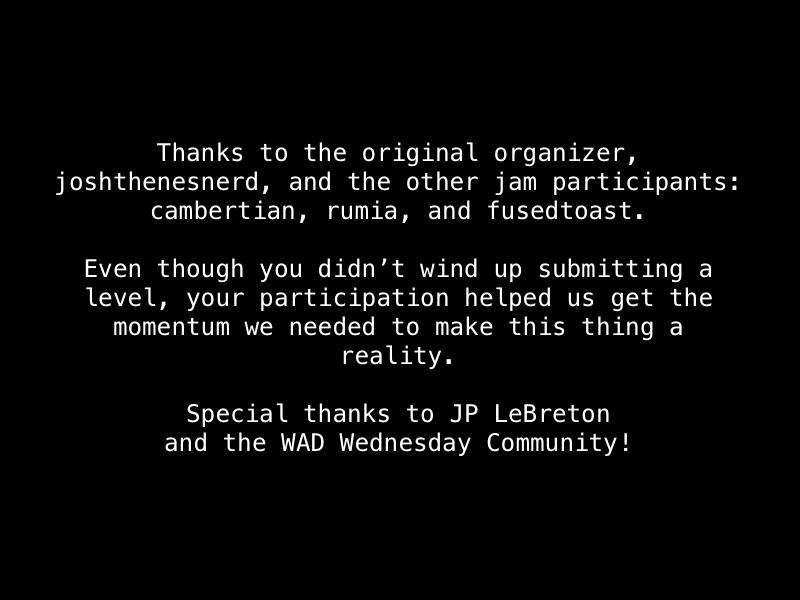 Thanks to the original organizer,
joshthenesnerd, and the other jam participants:
cambertian, rumia, and fusedtoast.
Even though you didn’t wind up submitting a
level, your participation helped us get the
momentum we needed to make this thing a
reality.
Special thanks to JP LeBreton
and the WAD Wednesday Community!